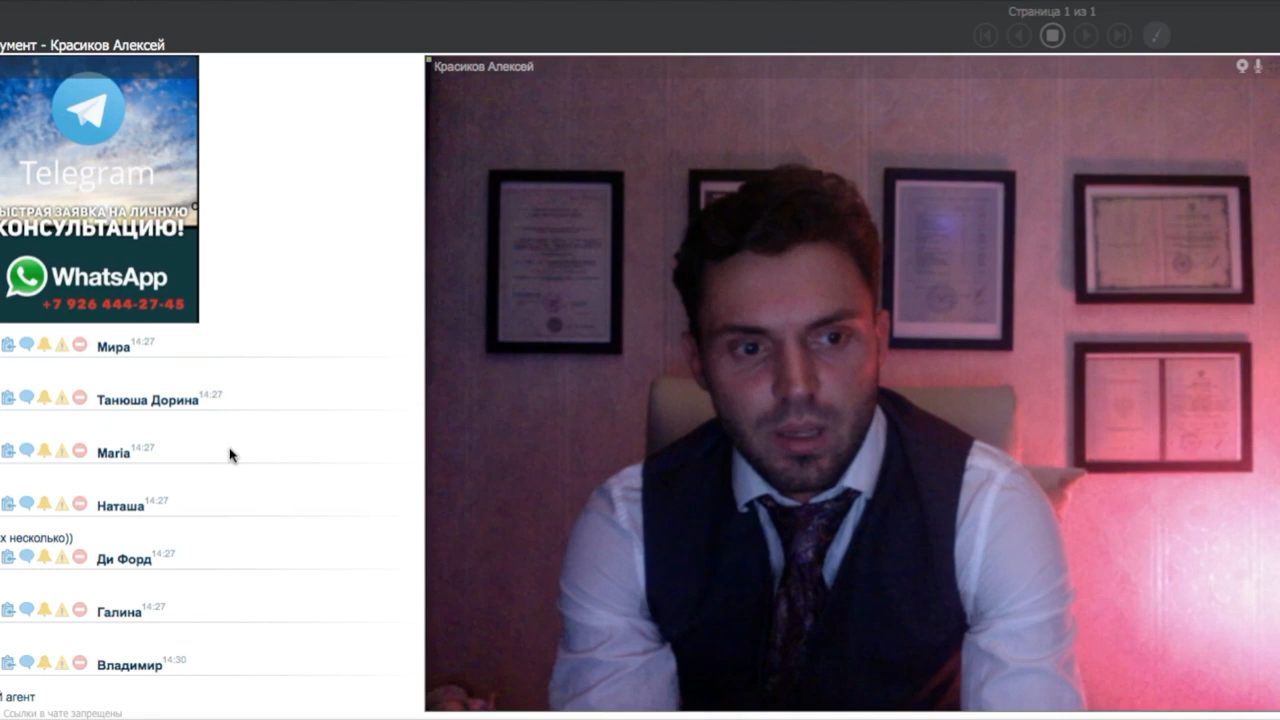 Страница 1 из 1
умент - Красиков Алексей
Красиков Алексей
Telegram
ЫСТРАЯ ЗАЯВКА НА ЛИЧНУЮ
КОНСУЛЬТАЦИЮ!
WhatsApp
+7 926 444-27-45
Мира 14:27
Танюша Дорина 14:27
Maria 14:27
Наташа 14:27
х несколько))
Ди Форд 14:27
Галина 14:27
Владимир 14:30
агент
Ссылки в чате запрещены